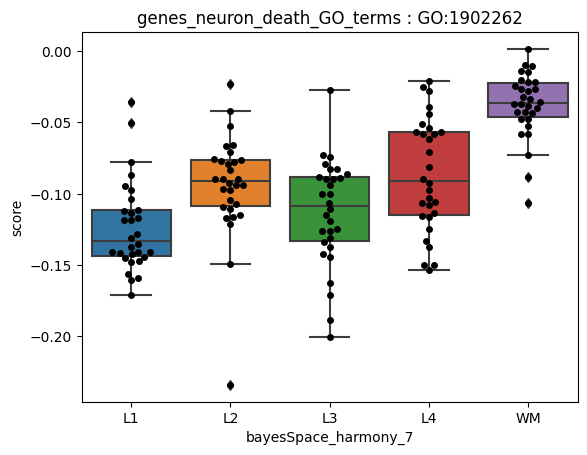 genes_neuron_death_GO_terms : GO:1902262
0.00
−0.05
−0.10
−0.15
−0.20
score
L1 L2 L3 L4 WM
bayesSpace_harmony_7